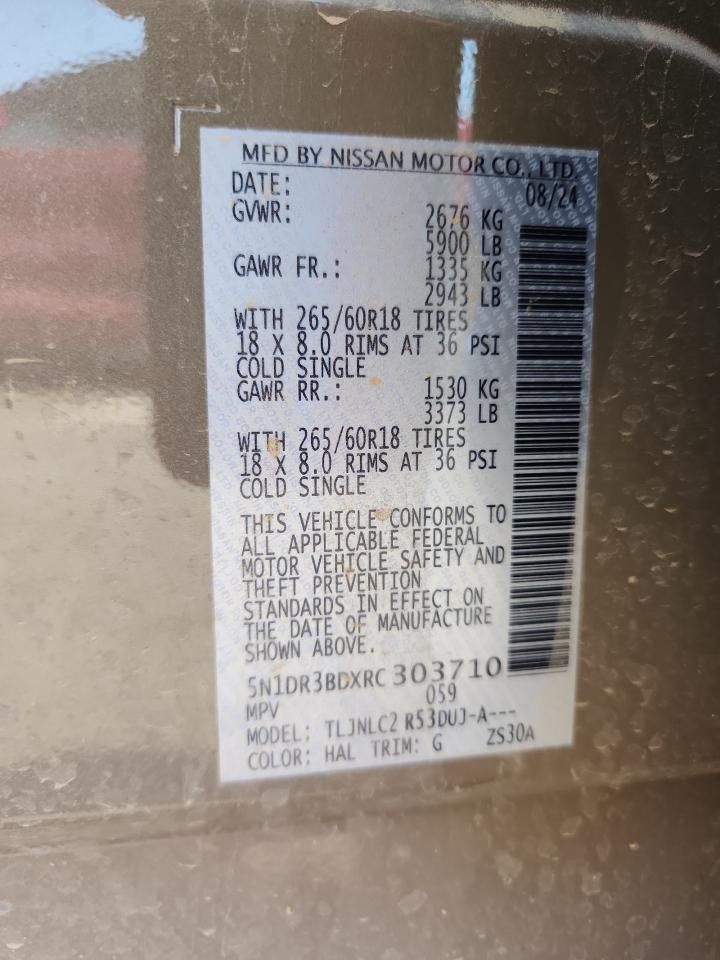 MFD BY NISSAN MOTOR CO., LTD.
DATE: 08/24
GVWR: 2676 KG
5900 LB
GAWR FR.: 1335 KG
2943 LB
WITH 265/60R18 TIRES
18 X 8.0 RIMS AT 36 PSI
COLD SINGLE
GAWR RR.: 1530 KG
3373 LB
WITH 265/60R18 TIRES
18 X 8.0 RIMS AT 36 PSI
COLD SINGLE
THIS VEHICLE CONFORMS TO
ALL APPLICABLE FEDERAL
MOTOR VEHICLE SAFETY AND
THEFT PREVENTION
STANDARDS IN EFFECT ON
THE DATE OF MANUFACTURE
SHOWN ABOVE.
5N1DR3BDXRC303710
MPV 059
MODEL: TLJNLC2 R53DUJ-A---
COLOR: HAL TRIM: G ZS30A